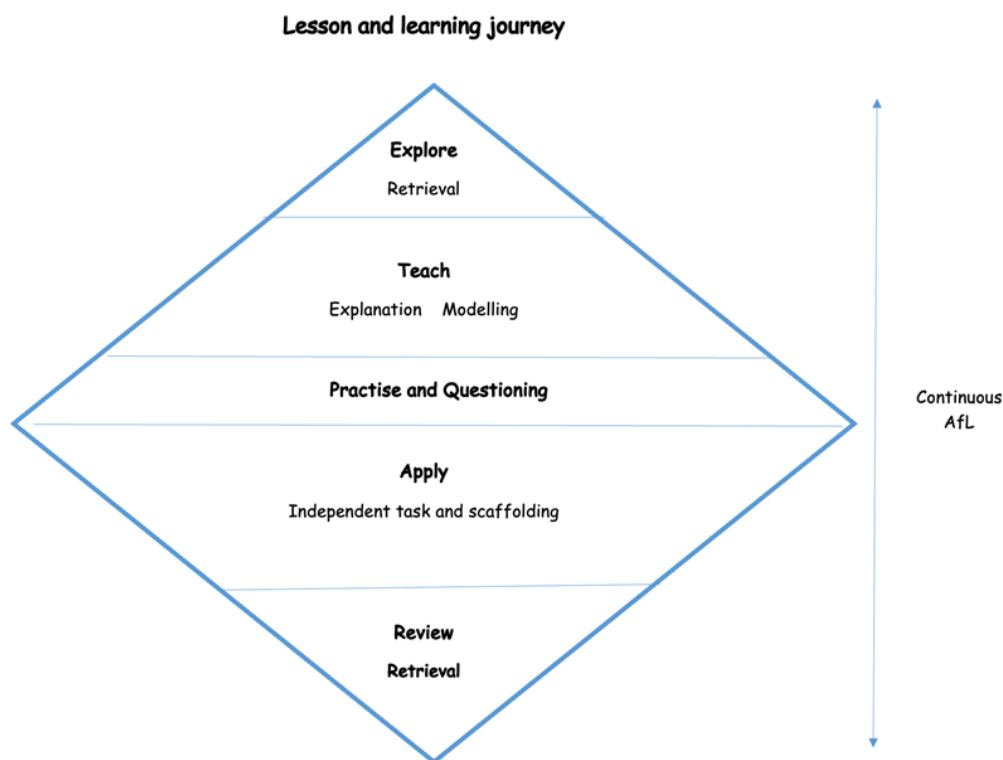 Lesson and learning journey
Explore
Retrieval
Teach
Explanation Modelling
Practise and Questioning
Apply
Independent task and scaffolding
Review
Retrieval
Continuous
AfL